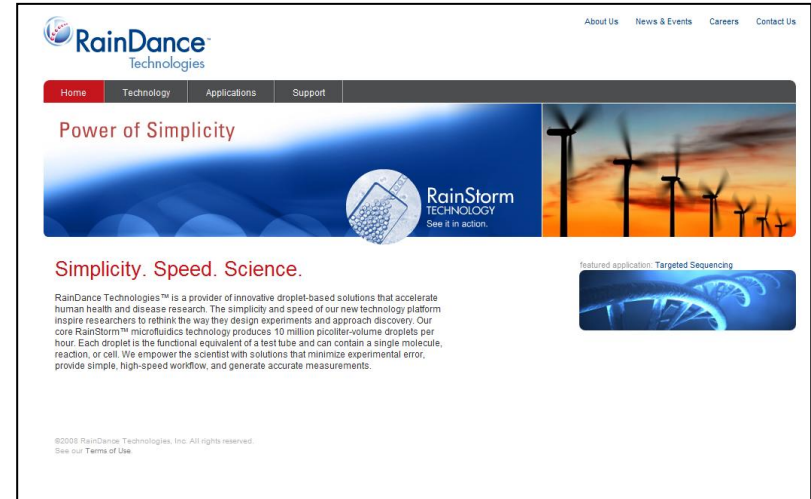 About Us News & Events Careers Contact Us
RainDance™
Technologies
Home Technology Applications Support
Power of Simplicity
RainStorm
TECHNOLOGY
See it in action.
Simplicity. Speed. Science.
featured application: Targeted Sequencing
RainDance Technologies™ is a provider of innovative droplet-based solutions that accelerate
human health and disease research. The simplicity and speed of our new technology platform
inspire researchers to rethink the way they design experiments and approach discovery. Our
core RainStorm™ microfluidics technology produces 10 million picoliter-volume droplets per
hour. Each droplet is the functional equivalent of a test tube and can contain a single molecule,
reaction, or cell. We empower the scientist with solutions that minimize experimental error,
provide simple, high-speed workflow, and generate accurate measurements.
©2008 RainDance Technologies, Inc. All rights reserved.
See our Terms of Use